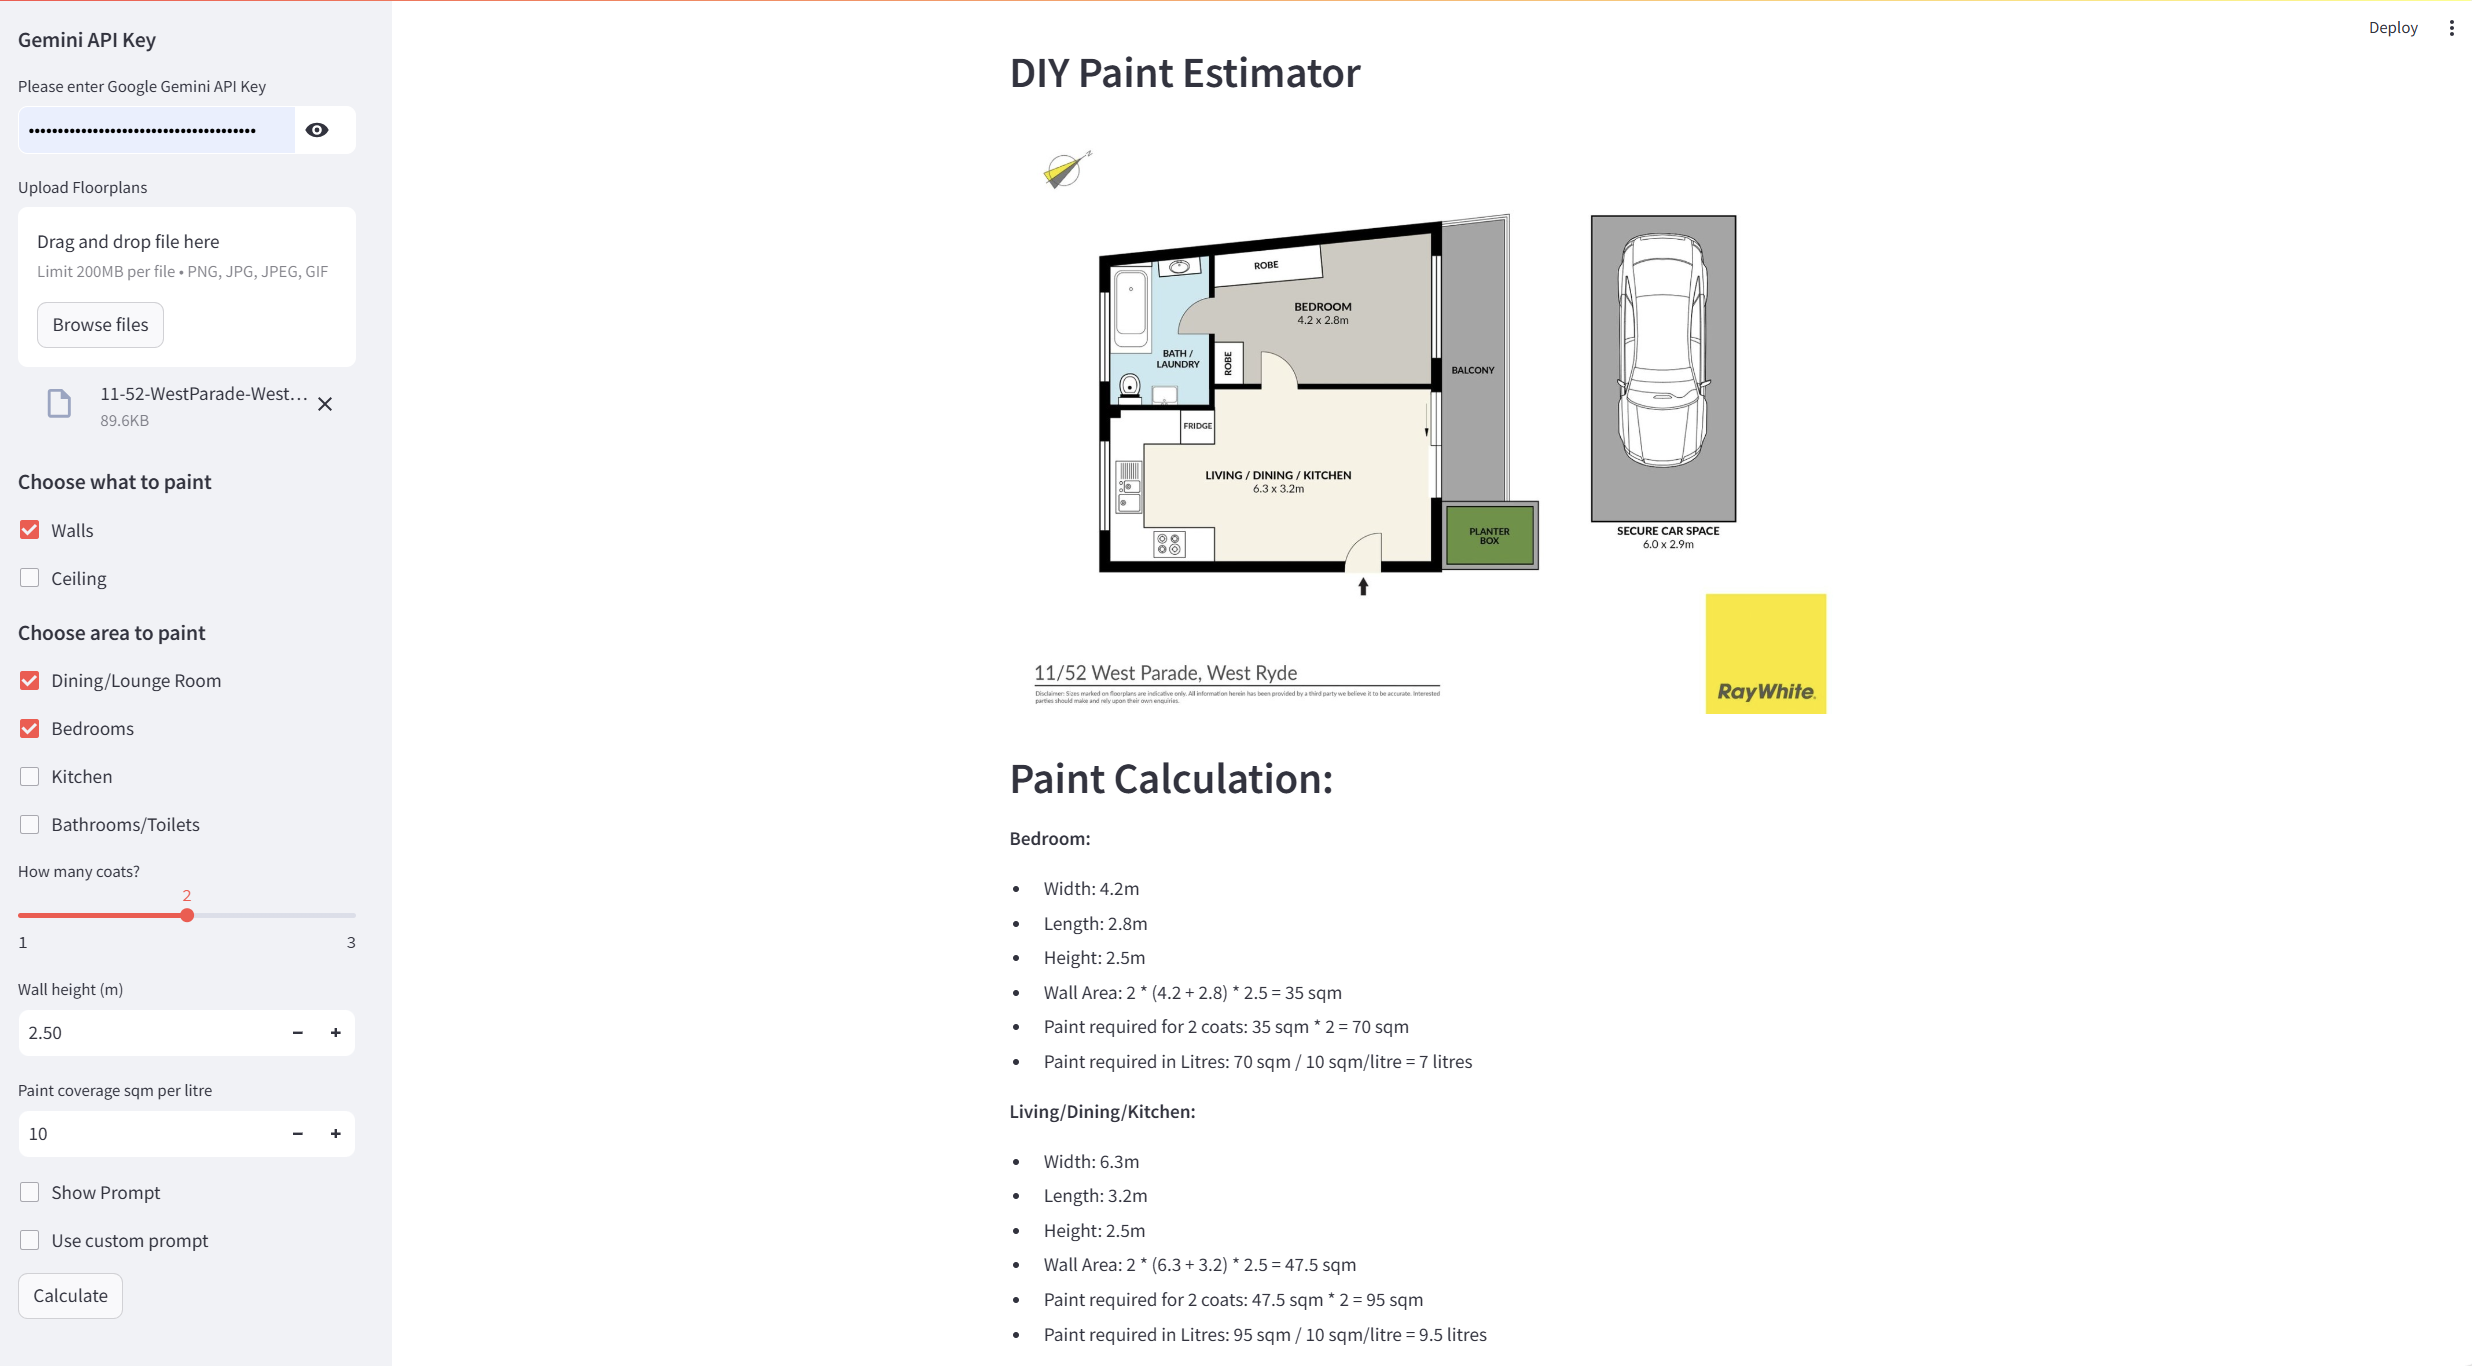 Deploy
Gemini API Key
Please enter Google Gemini API Key
••••••••••••••••••••••••••••••••••••••
Upload Floorplans
Drag and drop file here
Limit 200MB per file • PNG, JPG, JPEG, GIF
Browse files
11-52-WestParade-West...
89.6KB
Choose what to paint
Walls
Ceiling
Choose area to paint
Dining/Lounge Room
Bedrooms
Kitchen
Bathrooms/Toilets
How many coats?
2
1 3
Wall height (m)
2.50
Paint coverage sqm per litre
10
Show Prompt
Use custom prompt
Calculate
DIY Paint Estimator
N
ROBE
BEDROOM
4.2 x 2.8m
BATH /
LAUNDRY
ROBE
BALCONY
FRIDGE
LIVING / DINING / KITCHEN
6.3 x 3.2m
PLANTER
BOX
SECURE CAR SPACE
6.0 x 2.9m
11/52 West Parade, West Ryde
Disclaimer: Sizes marked on floorplans are indicative only. All information herein has been provided by a third party we believe it to be accurate. Interested
parties should make and rely upon their own enquiries.
RayWhite.
Paint Calculation:
Bedroom:
• Width: 4.2m
• Length: 2.8m
• Height: 2.5m
• Wall Area: 2 * (4.2 + 2.8) * 2.5 = 35 sqm
• Paint required for 2 coats: 35 sqm * 2 = 70 sqm
• Paint required in Litres: 70 sqm / 10 sqm/litre = 7 litres
Living/Dining/Kitchen:
• Width: 6.3m
• Length: 3.2m
• Height: 2.5m
• Wall Area: 2 * (6.3 + 3.2) * 2.5 = 47.5 sqm
• Paint required for 2 coats: 47.5 sqm * 2 = 95 sqm
• Paint required in Litres: 95 sqm / 10 sqm/litre = 9.5 litres